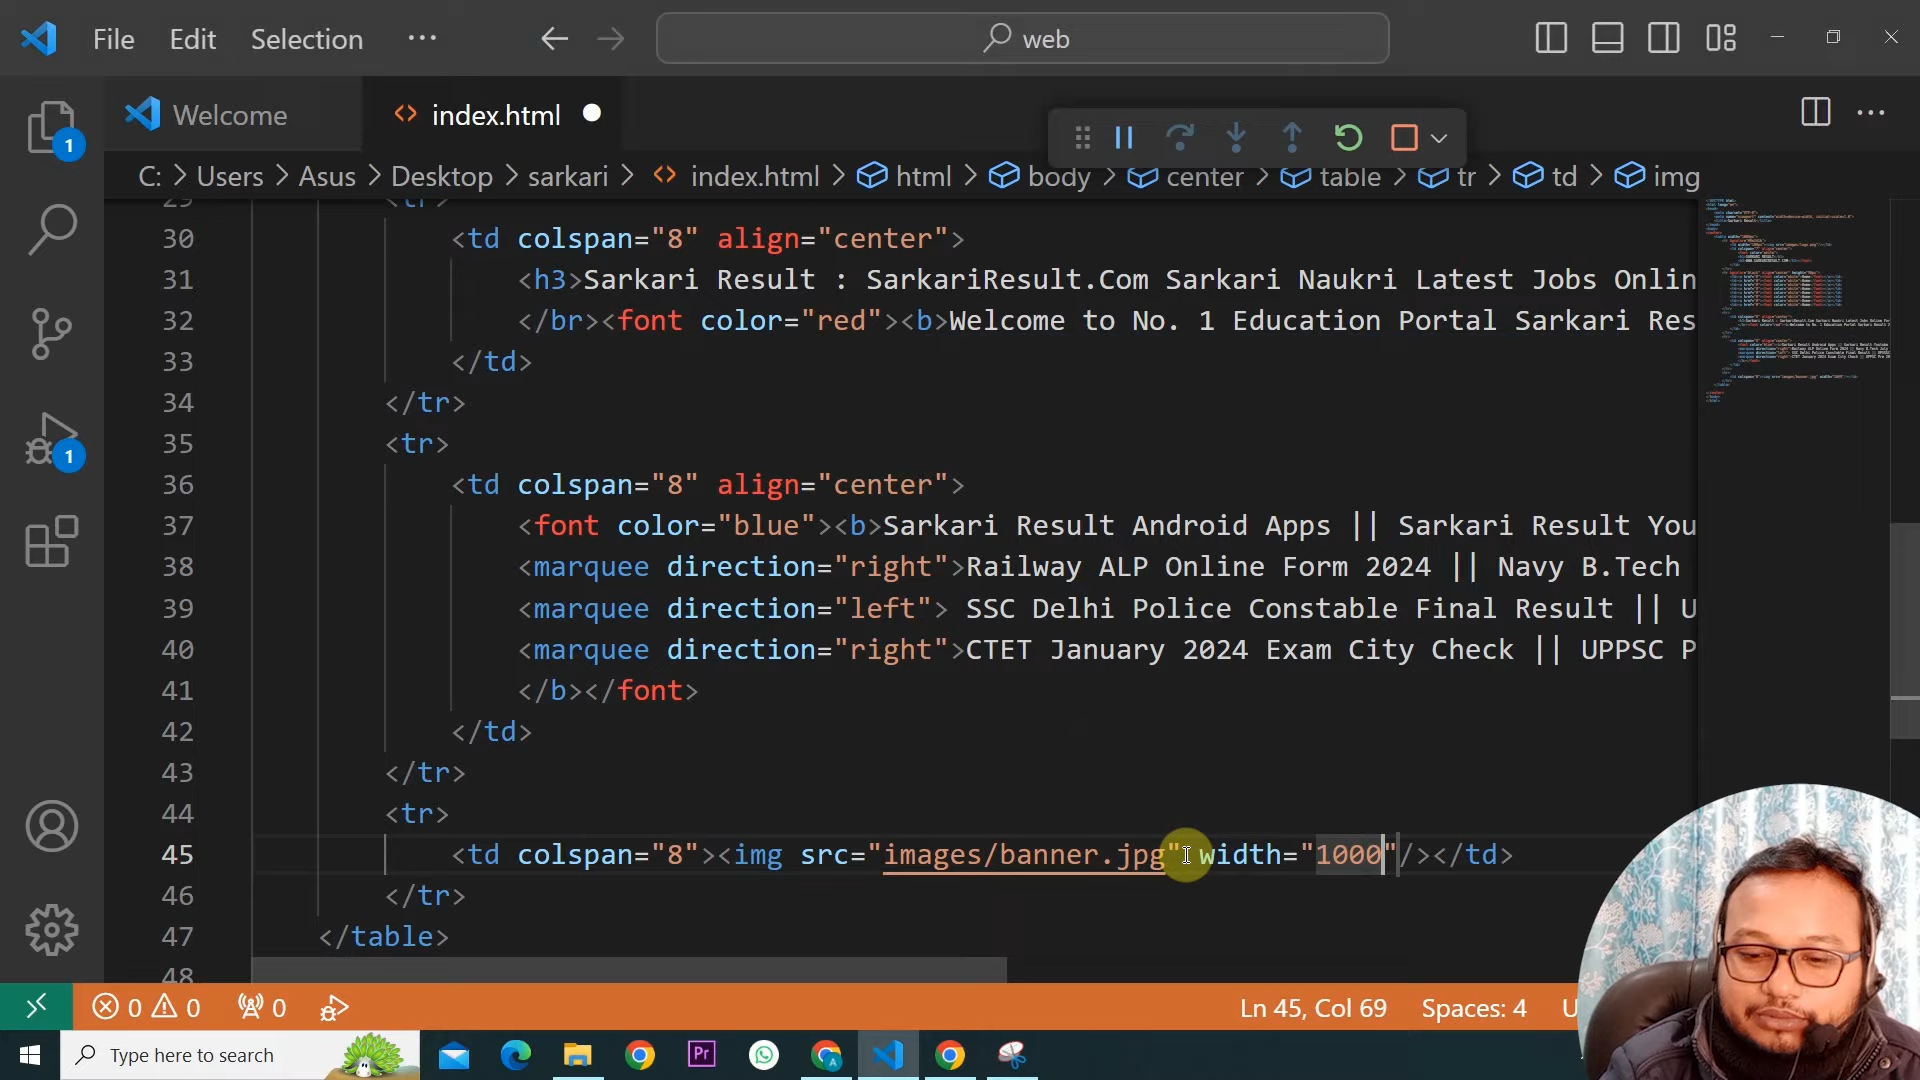 File Edit Selection ··· web
Welcome index.html
C: > Users > Asus > Desktop > sarkari > index.html > html > body > center > table > tr > td > img
29 <tr>
30 <td colspan="8" align="center">
31 <h3>Sarkari Result : SarkariResult.Com Sarkari Naukri Latest Jobs Onlin
32 </br><font color="red"><b>Welcome to No. 1 Education Portal Sarkari Res
33 </td>
34 </tr>
35 <tr>
36 <td colspan="8" align="center">
37 <font color="blue"><b>Sarkari Result Android Apps || Sarkari Result You
38 <marquee direction="right">Railway ALP Online Form 2024 || Navy B.Tech
39 <marquee direction="left"> SSC Delhi Police Constable Final Result || U
40 <marquee direction="right">CTET January 2024 Exam City Check || UPPSC P
41 </b></font>
42 </td>
43 </tr>
44 <tr>
45 <td colspan="8"><img src="images/banner.jpg" width="1000"/></td>
46 </tr>
47 </table>
48
1
1
0 0 0 Ln 45, Col 69 Spaces: 4 U
Type here to search Pr A